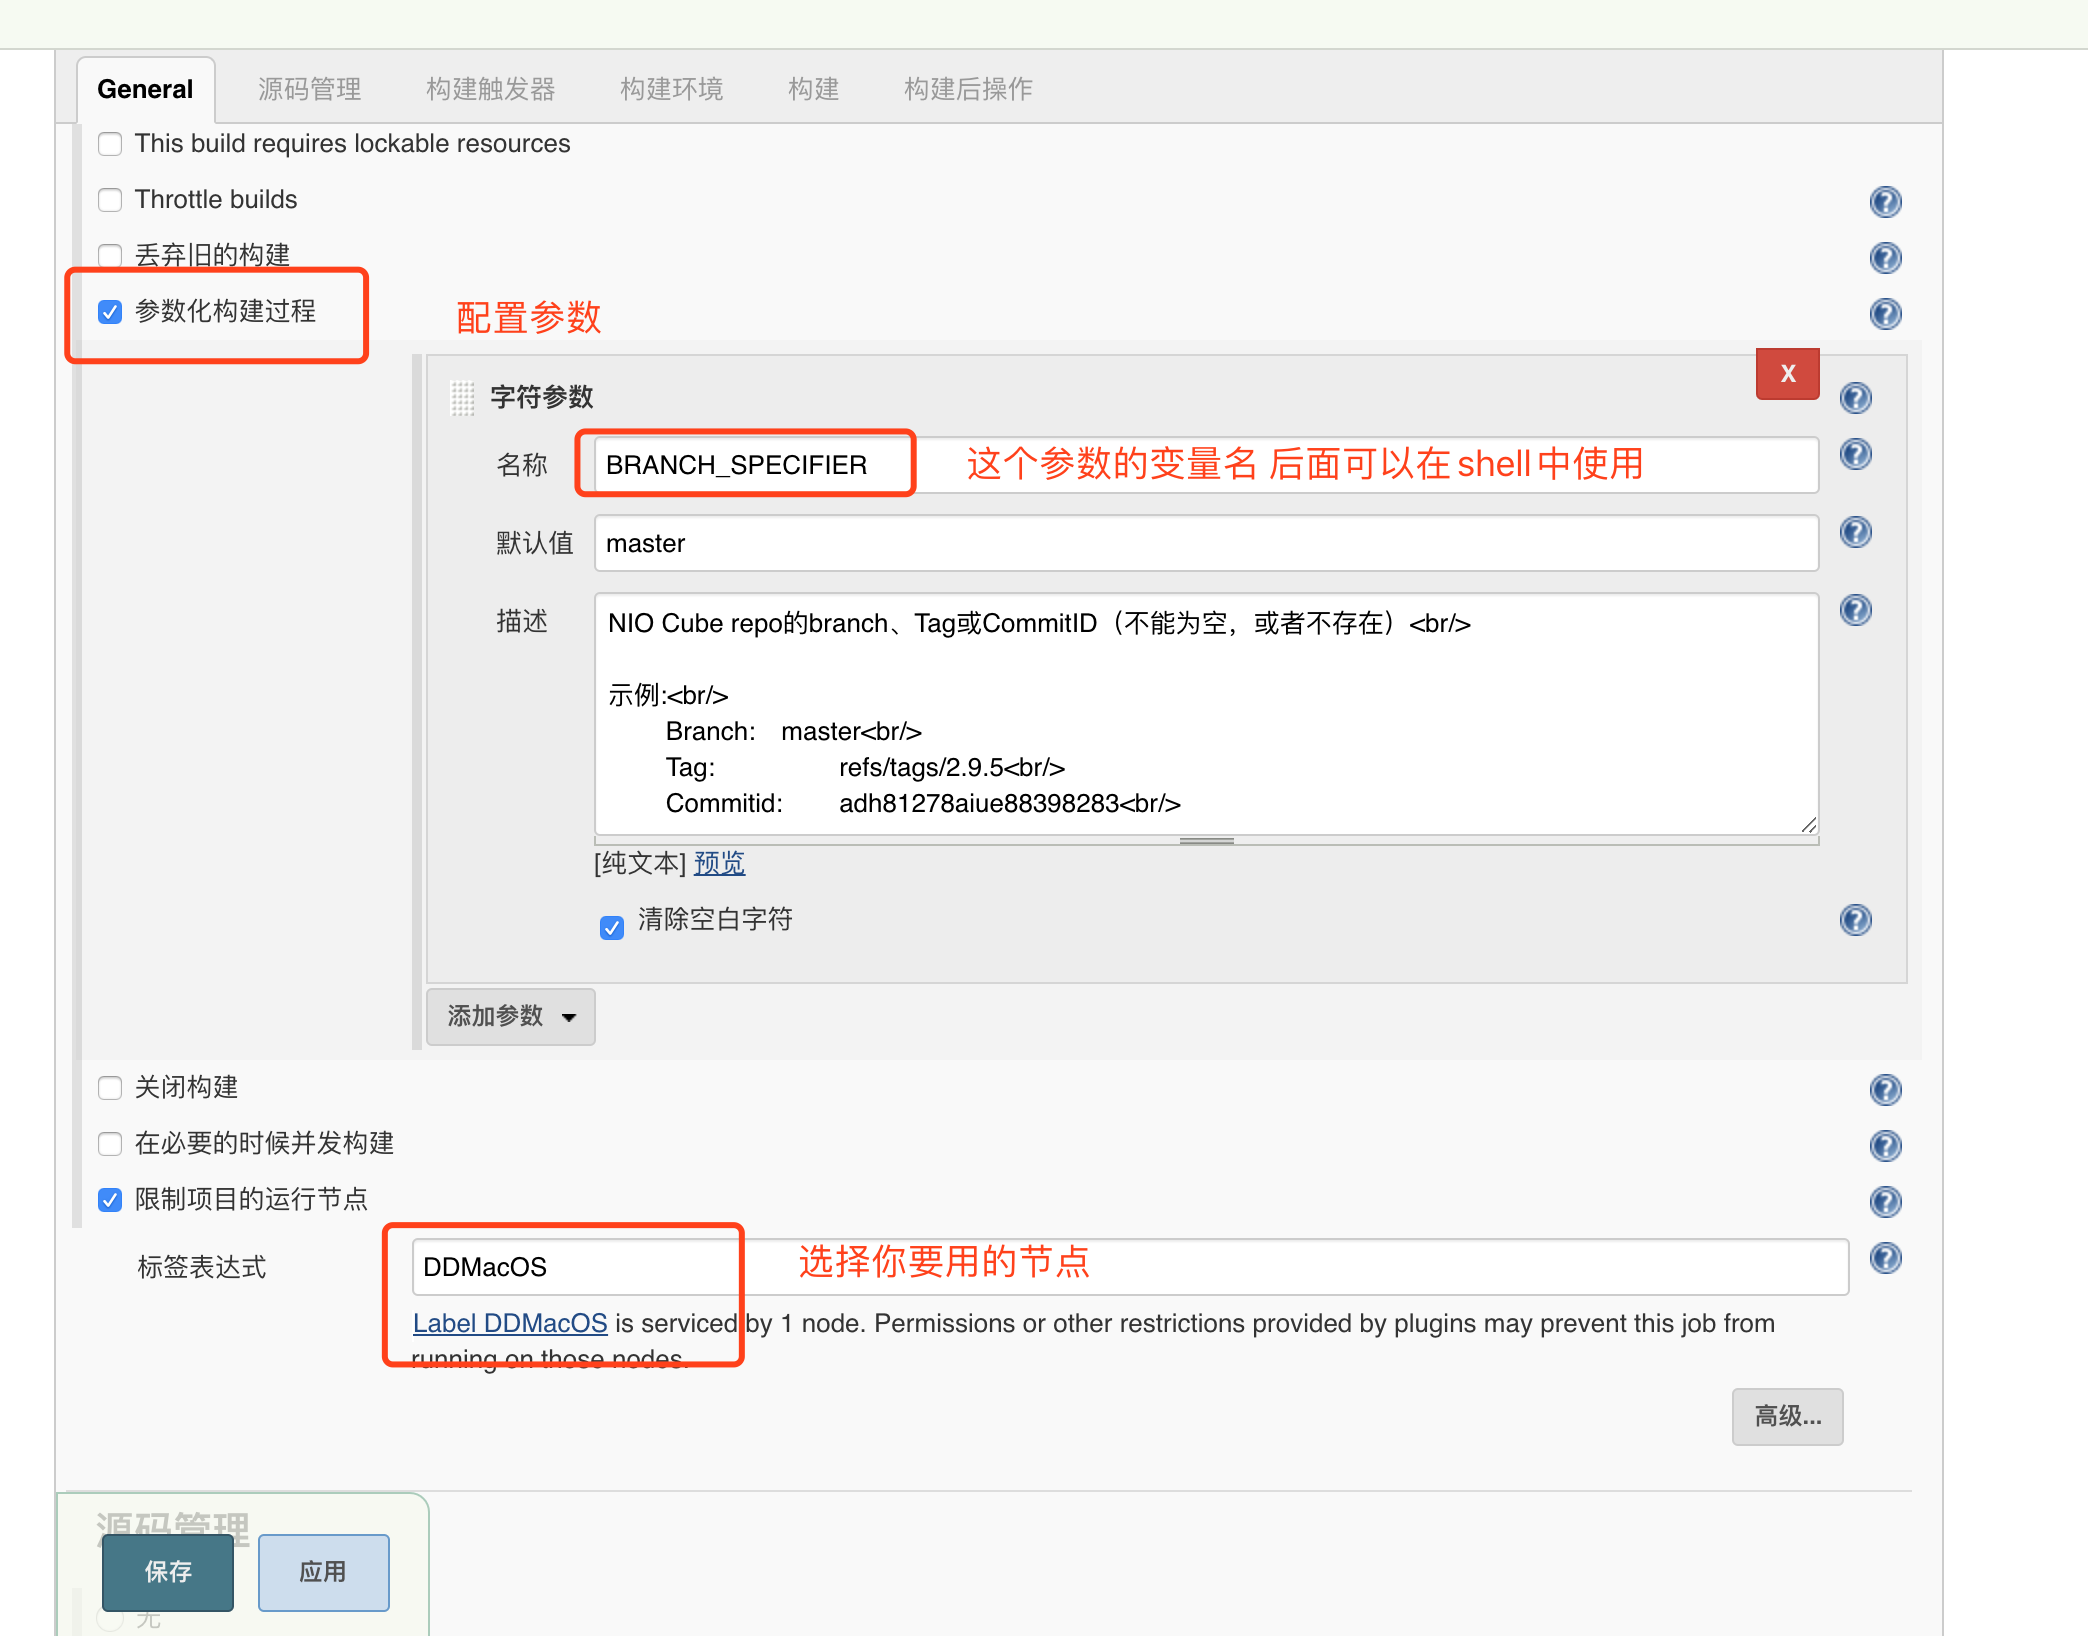 General 源码管理 构建触发器 构建环境 构建 构建后操作
This build requires lockable resources
Throttle builds
丢弃旧的构建
参数化构建过程 配置参数
X
字符参数
名称 BRANCH_SPECIFIER 这个参数的变量名 后面可以在shell中使用
默认值 master
描述 NIO Cube repo的branch、Tag或CommitID（不能为空，或者不存在）<br/>
示例:<br/>
Branch: master<br/>
Tag: refs/tags/2.9.5<br/>
Commitid: adh81278aiue88398283<br/>
[纯文本] 预览
清除空白字符
添加参数
关闭构建
在必要的时候并发构建
限制项目的运行节点
标签表达式 DDMacOS 选择你要用的节点
Label DDMacOS is serviced by 1 node. Permissions or other restrictions provided by plugins may prevent this job from
running on those nodes.
高级...
源码管理
保存 应用
无